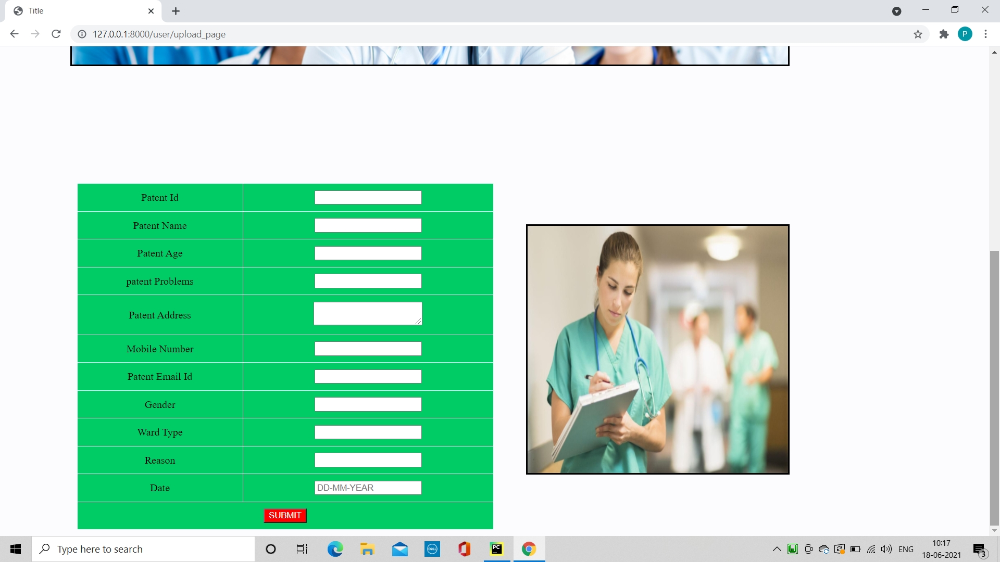 Title
127.0.0.1:8000/user/upload_page
P
Patent Id
Patent Name
Patent Age
patent Problems
Patent Address
Mobile Number
Patent Email Id
Gender
Ward Type
Reason
Date DD-MM-YEAR
SUBMIT
Type here to search
DELL
PC
W
ENG
10:17
18-06-2021
3